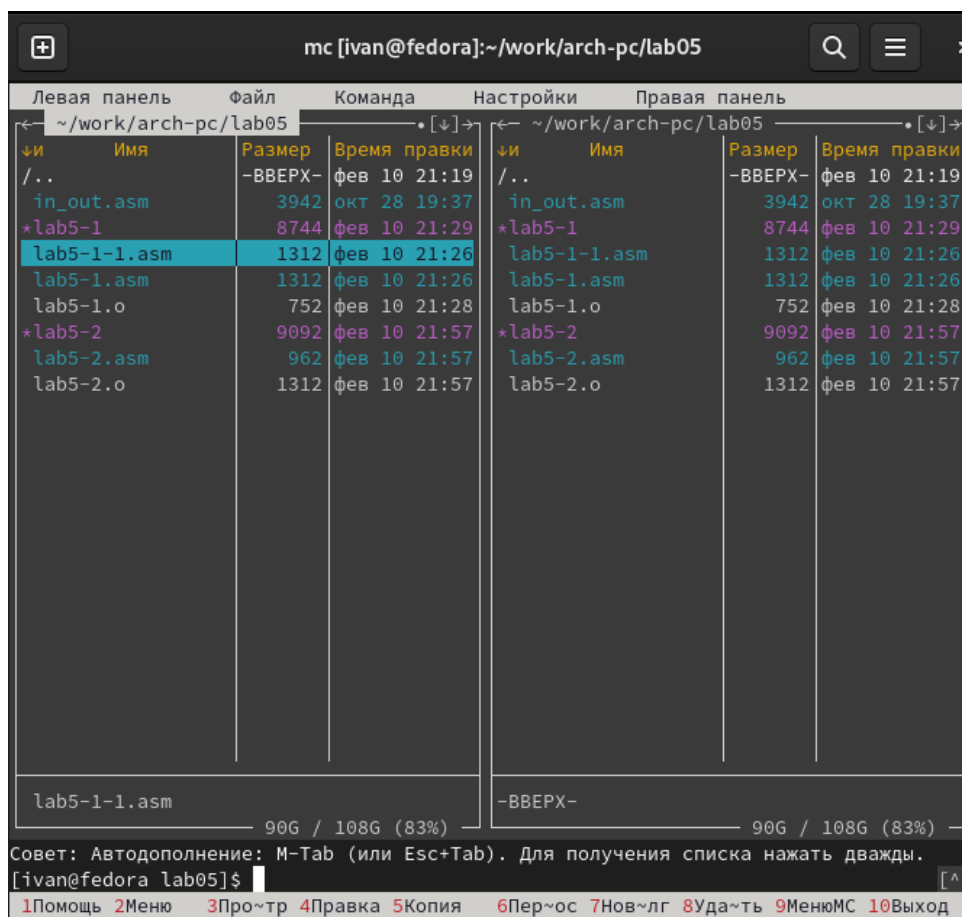 mc [ivan@fedora]:~/work/arch-pc/lab05
Левая панель Файл Команда Настройки Правая панель
~/work/arch-pc/lab05 [↓] ~/work/arch-pc/lab05 [↓]
↓и Имя Размер Время правки ↓и Имя Размер Время правки
/.. -ВВЕРХ- фев 10 21:19 /.. -ВВЕРХ- фев 10 21:19
in_out.asm 3942 окт 28 19:37 in_out.asm 3942 окт 28 19:37
*lab5-1 8744 фев 10 21:29 *lab5-1 8744 фев 10 21:29
lab5-1-1.asm 1312 фев 10 21:26 lab5-1-1.asm 1312 фев 10 21:26
lab5-1.asm 1312 фев 10 21:26 lab5-1.asm 1312 фев 10 21:26
lab5-1.o 752 фев 10 21:28 lab5-1.o 752 фев 10 21:28
*lab5-2 9092 фев 10 21:57 *lab5-2 9092 фев 10 21:57
lab5-2.asm 962 фев 10 21:57 lab5-2.asm 962 фев 10 21:57
lab5-2.o 1312 фев 10 21:57 lab5-2.o 1312 фев 10 21:57
lab5-1-1.asm -ВВЕРХ-
90G / 108G (83%) 90G / 108G (83%)
Совет: Автодополнение: M-Tab (или Esc+Tab). Для получения списка нажать дважды.
[ivan@fedora lab05]$ [^
1Помощь 2Меню 3Про~тр 4Правка 5Копия 6Пер~ос 7Нов~лг 8Уда~ть 9МенюМС 10Выход